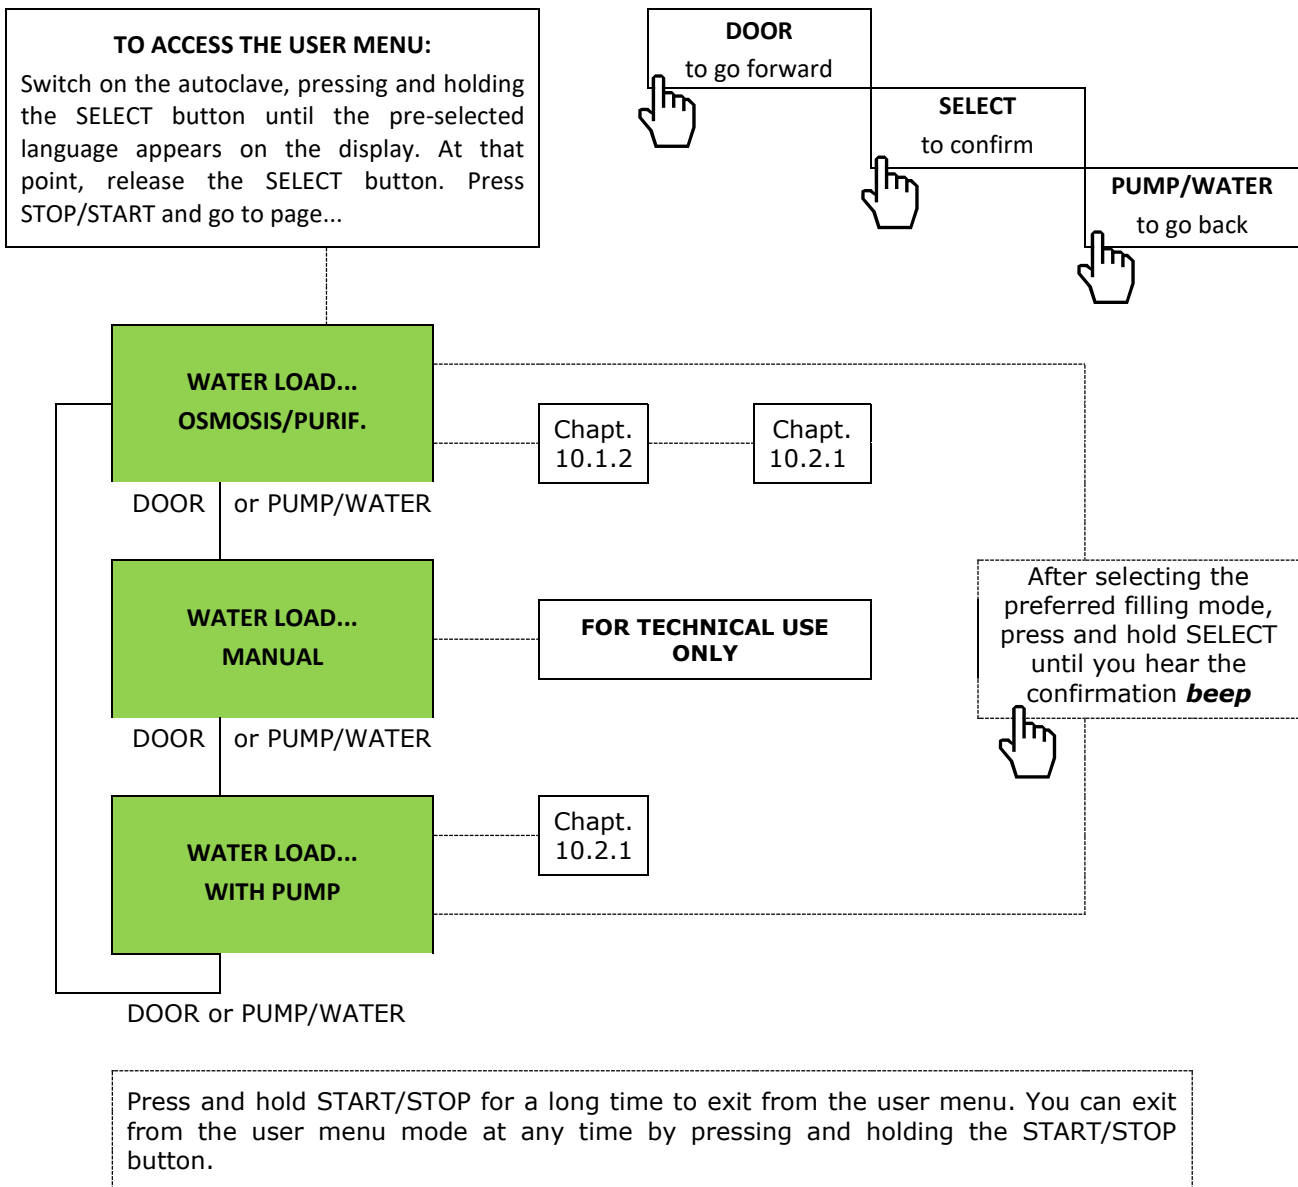 TO ACCESS THE USER MENU:
Switch on the autoclave, pressing and holding
the SELECT button until the pre-selected
language appears on the display. At that
point, release the SELECT button. Press
STOP/START and go to page...
DOOR
to go forward
SELECT
to confirm
PUMP/WATER
to go back
WATER LOAD...
OSMOSIS/PURIF.
Chapt.
10.1.2
Chapt.
10.2.1
DOOR or PUMP/WATER
WATER LOAD...
MANUAL
FOR TECHNICAL USE
ONLY
After selecting the
preferred filling mode,
press and hold SELECT
until you hear the
confirmation beep
DOOR or PUMP/WATER
WATER LOAD...
WITH PUMP
Chapt.
10.2.1
DOOR or PUMP/WATER
Press and hold START/STOP for a long time to exit from the user menu. You can exit
from the user menu mode at any time by pressing and holding the START/STOP
button.